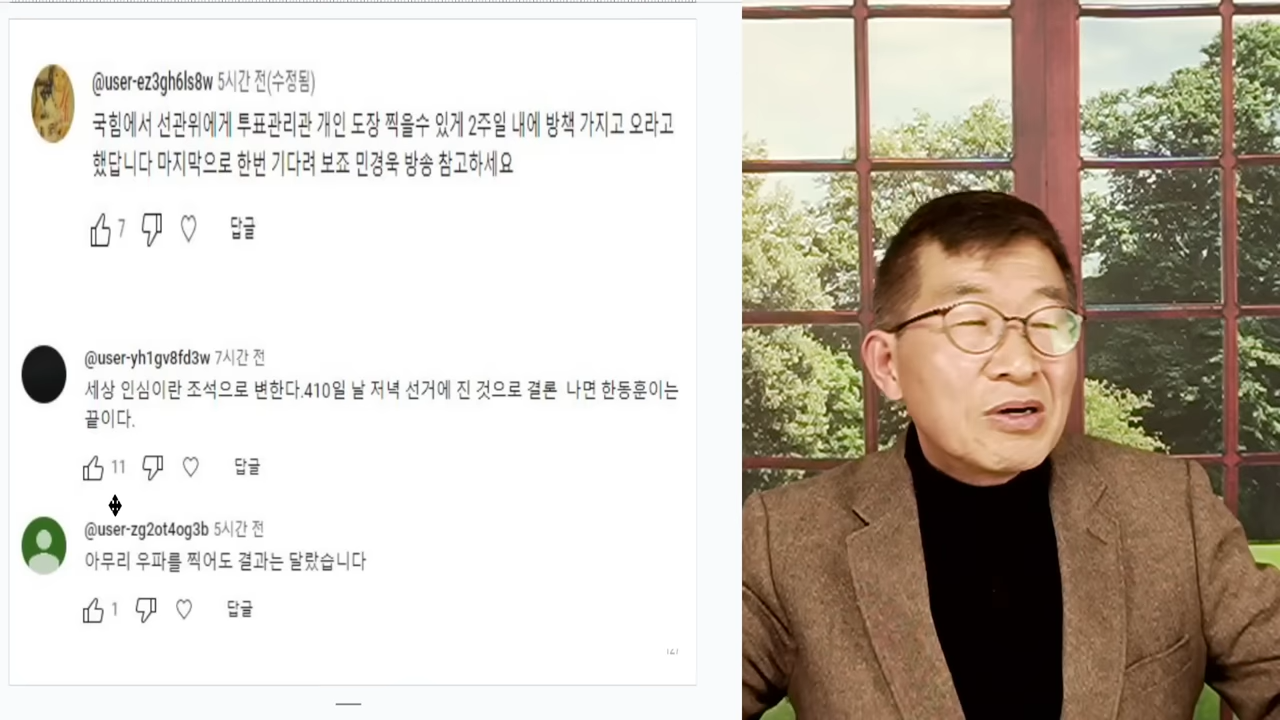 @user-ez3gh6ls8w 5시간 전(수정됨)
국힘에서 선관위에게 투표관리관 개인 도장 찍을수 있게 2주일 내에 방책 가지고 오라고
했답니다 마지막으로 한번 기다려 보죠 민경욱 방송 참고하세요
7 답글
@user-yh1gv8fd3w 7시간 전
세상 인심이란 조석으로 변한다.410일 날 저녁 선거에 진 것으로 결론 나면 한동훈이는
끝이다.
11 답글
@user-zg2ot4og3b 5시간 전
아무리 우파를 찍어도 결과는 달랐습니다
1 답글